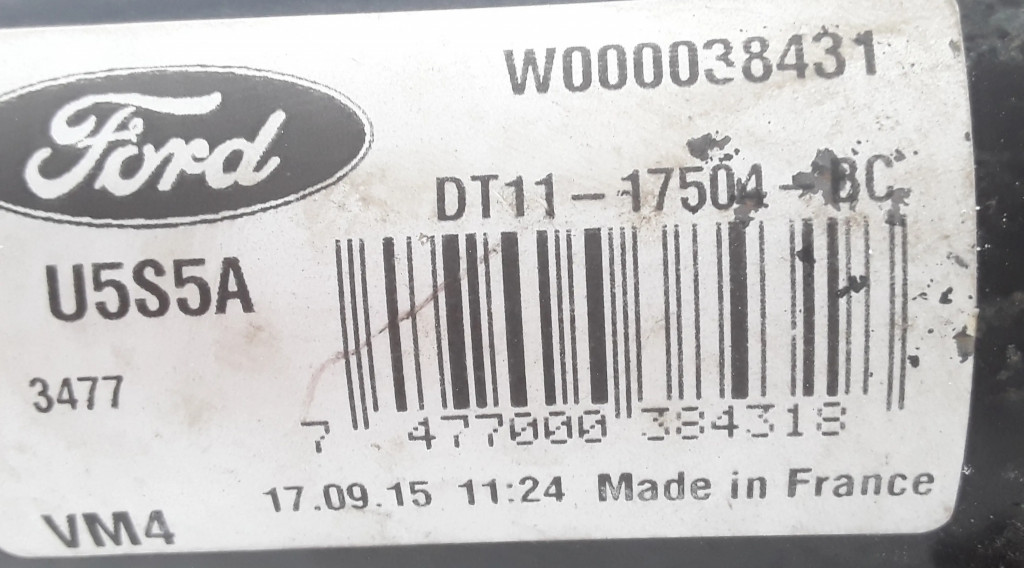 W000038431
Ford
DT11-17504-BC
U5S5A
3477
7 477000 384318
17.09.15 11:24 Made in France
VM4